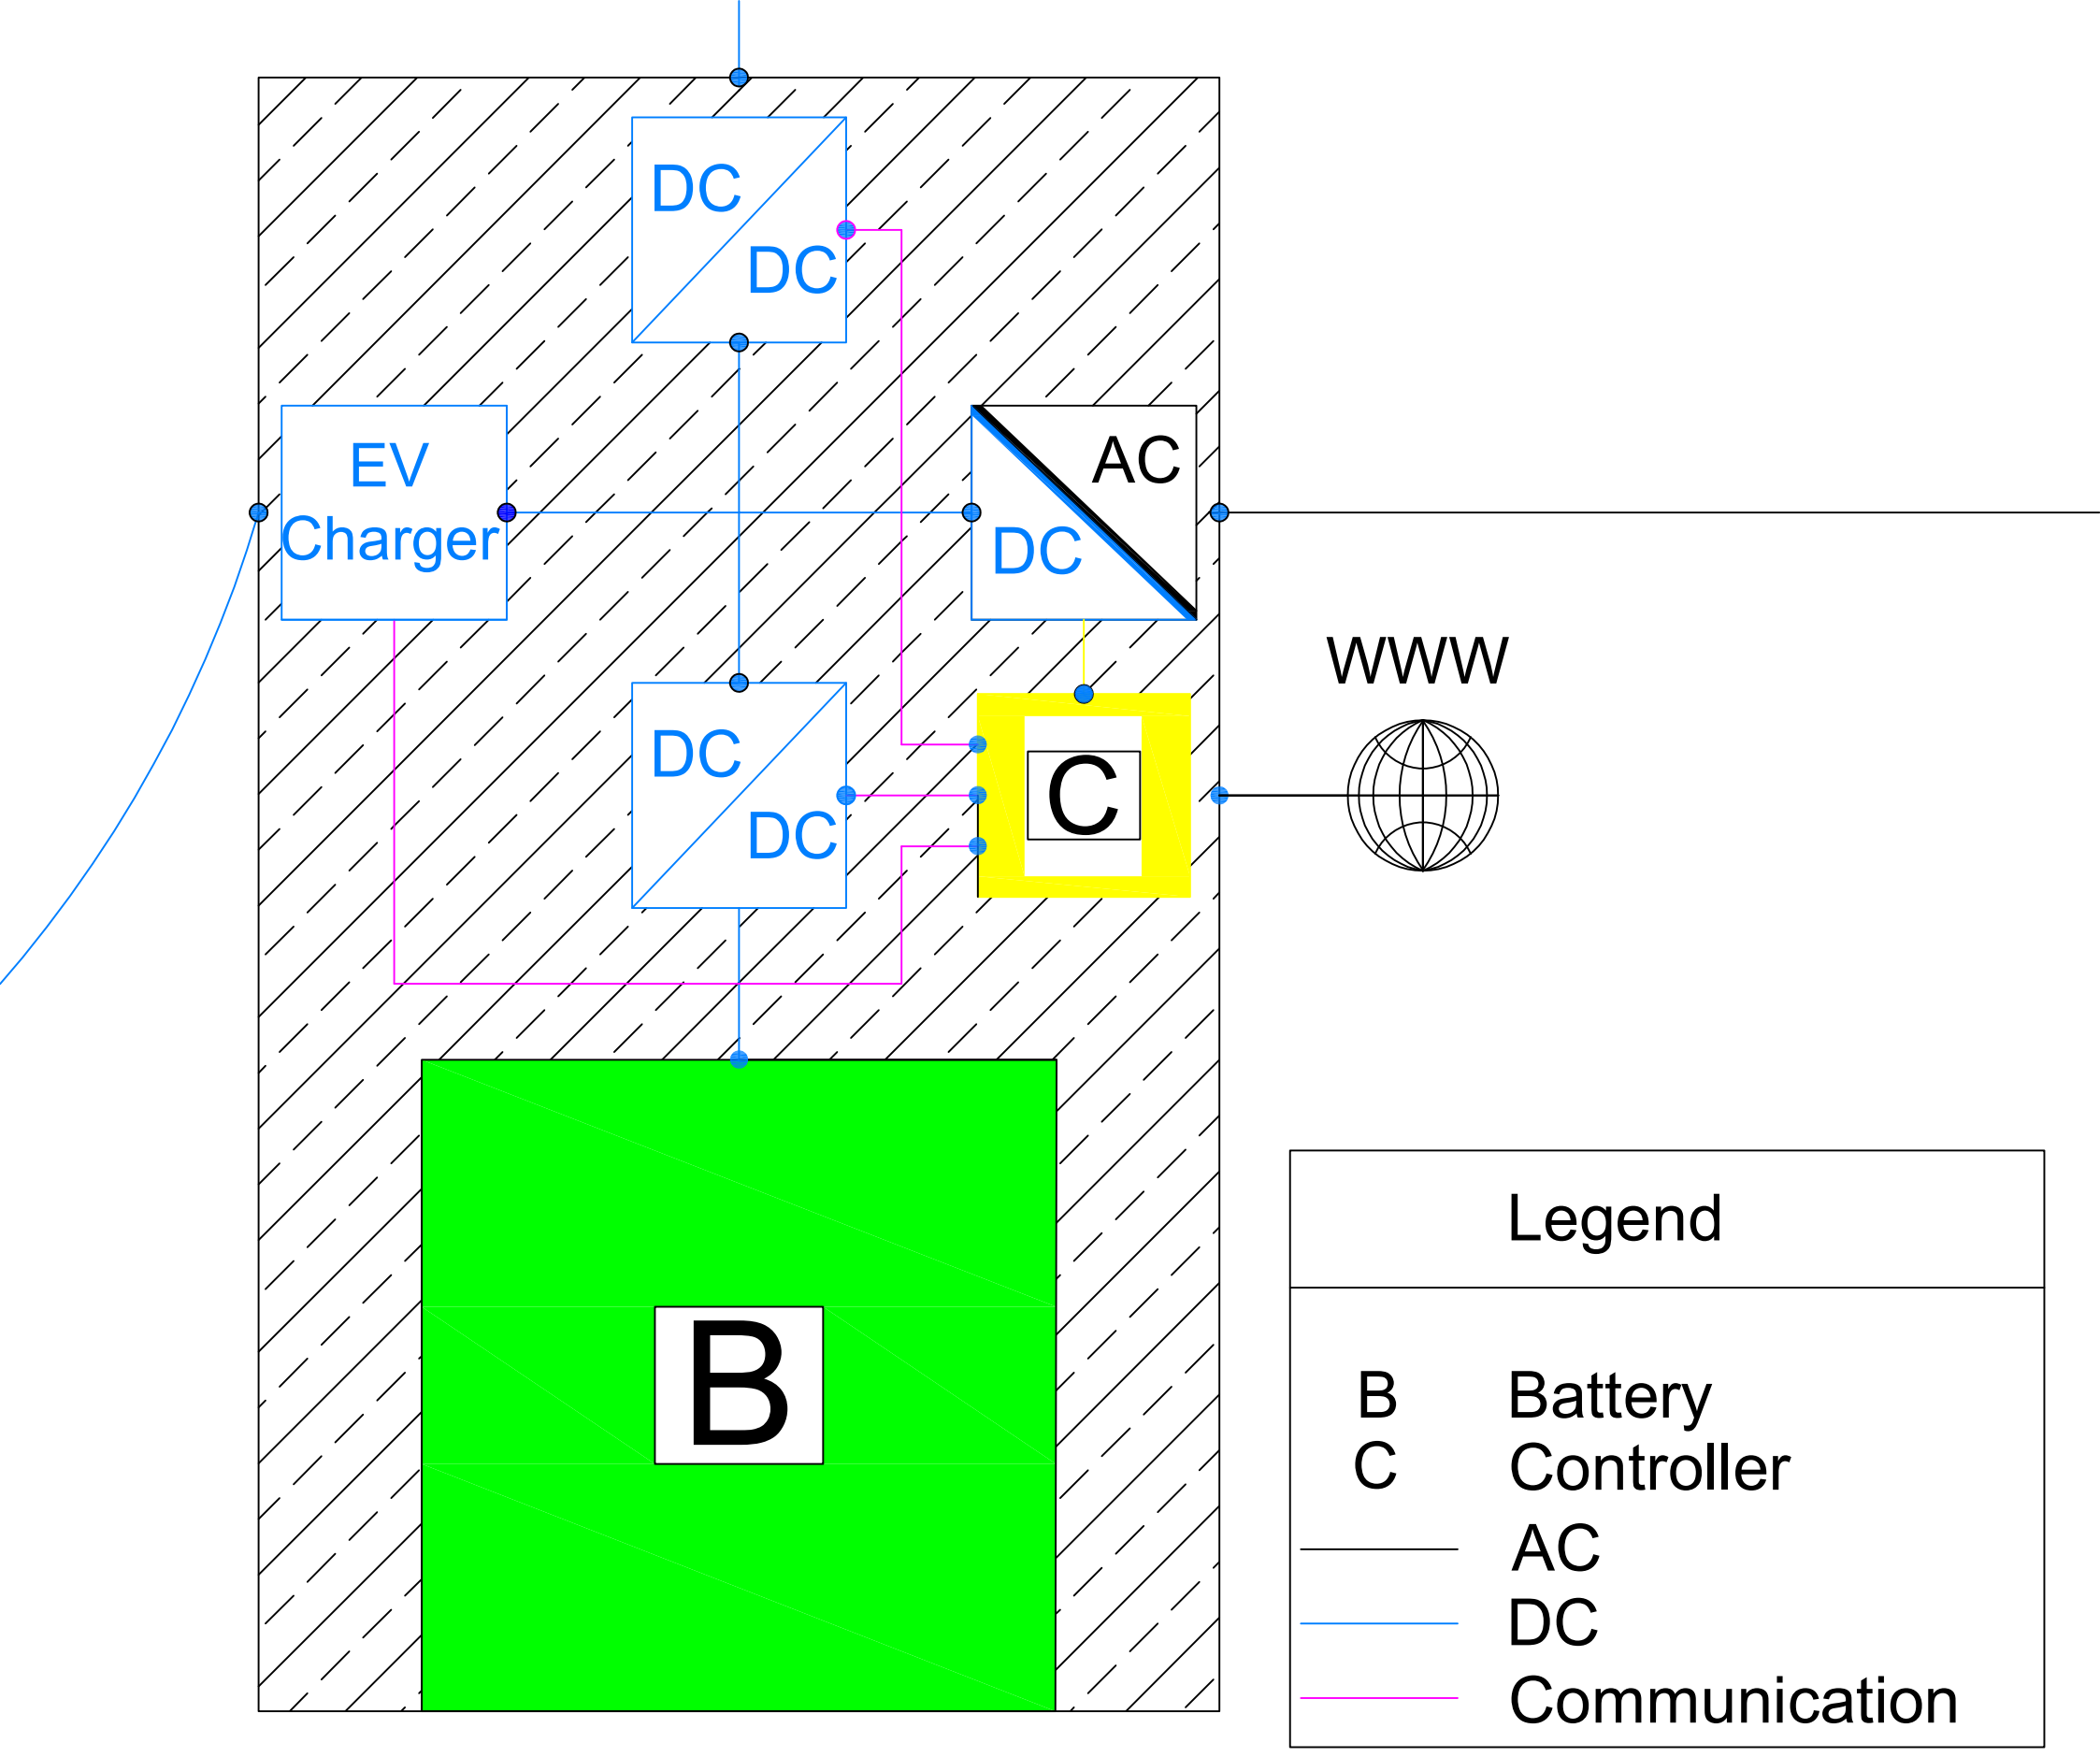 DC
DC
EV
Charger
AC
DC
WWW
DC
DC
C
B
Legend
B Battery
C Controller
AC
DC
Communication